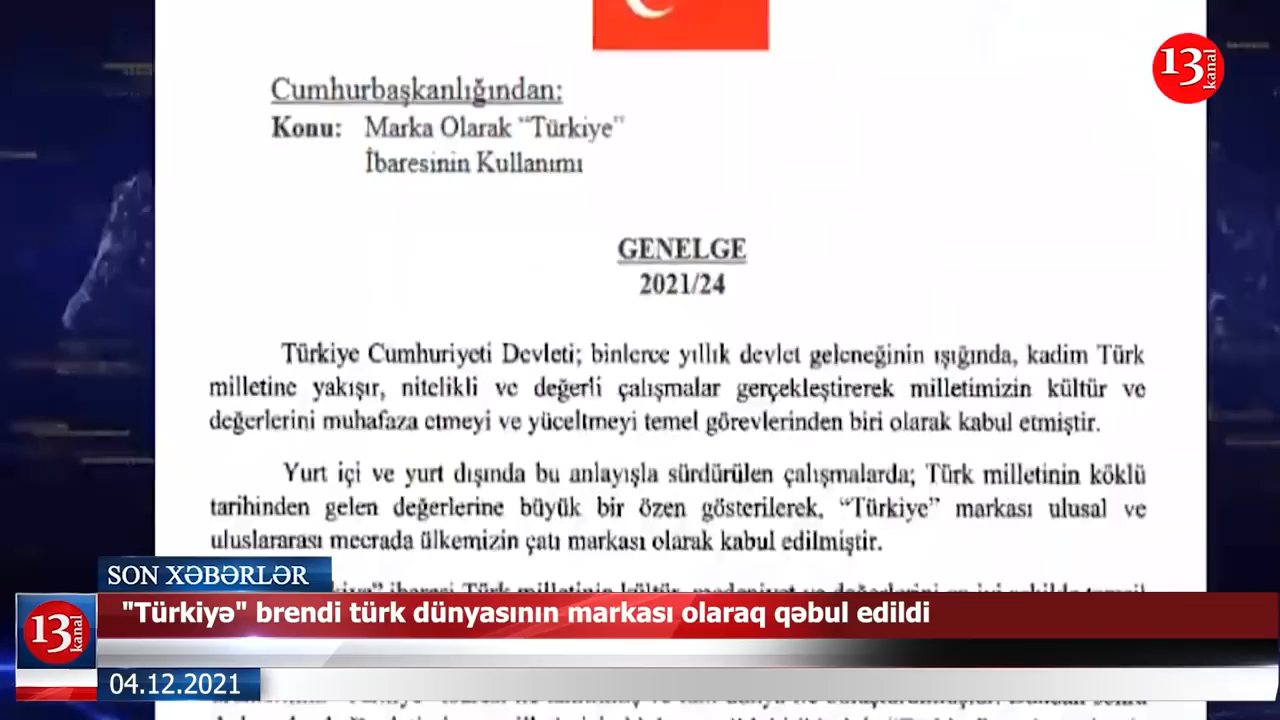 13 kanal
Cumhurbaşkanlığından:
Konu: Marka Olarak "Türkiye"
İbaresinin Kullanımı
GENELGE
2021/24
Türkiye Cumhuriyeti Devleti; binlerce yıllık devlet geleneğinin ışığında, kadim Türk
milletine yakışır, nitelikli ve değerli çalışmalar gerçekleştirerek milletimizin kültür ve
değerlerini muhafaza etmeyi ve yüceltmeyi temel görevlerinden biri olarak kabul etmiştir.
Yurt içi ve yurt dışında bu anlayışla sürdürülen çalışmalarda; Türk milletinin köklü
tarihinden gelen değerlerine büyük bir özen gösterilerek, “Türkiye” markası ulusal ve
uluslararası mecrada ülkemizin çatı markası olarak kabul edilmiştir.
SON XƏBƏRLƏR
"Türkiyə" brendi türk dünyasının markası olaraq qəbul edildi
13 kanal
04.12.2021